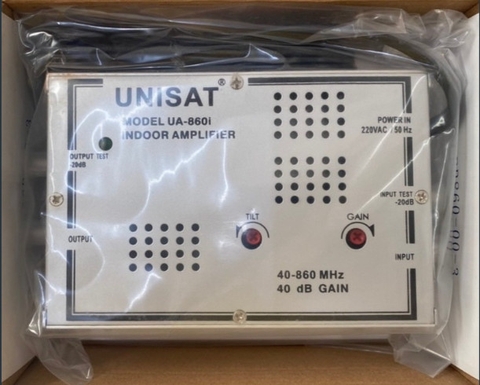 UNISAT®
MODEL UA-860i
INDOOR AMPLIFIER
POWER IN
220VAC / 50 Hz
OUTPUT TEST
-20dB
INPUT TEST
-20dB
TILT
GAIN
OUTPUT
INPUT
40-860 MHz
40 dB GAIN